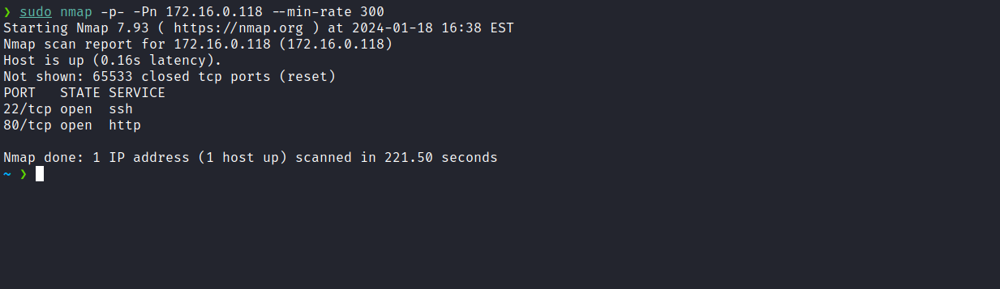 ❯ sudo nmap -p- -Pn 172.16.0.118 --min-rate 300
Starting Nmap 7.93 ( https://nmap.org ) at 2024-01-18 16:38 EST
Nmap scan report for 172.16.0.118 (172.16.0.118)
Host is up (0.16s latency).
Not shown: 65533 closed tcp ports (reset)
PORT   STATE SERVICE
22/tcp open  ssh
80/tcp open  http
Nmap done: 1 IP address (1 host up) scanned in 221.50 seconds
~ ❯